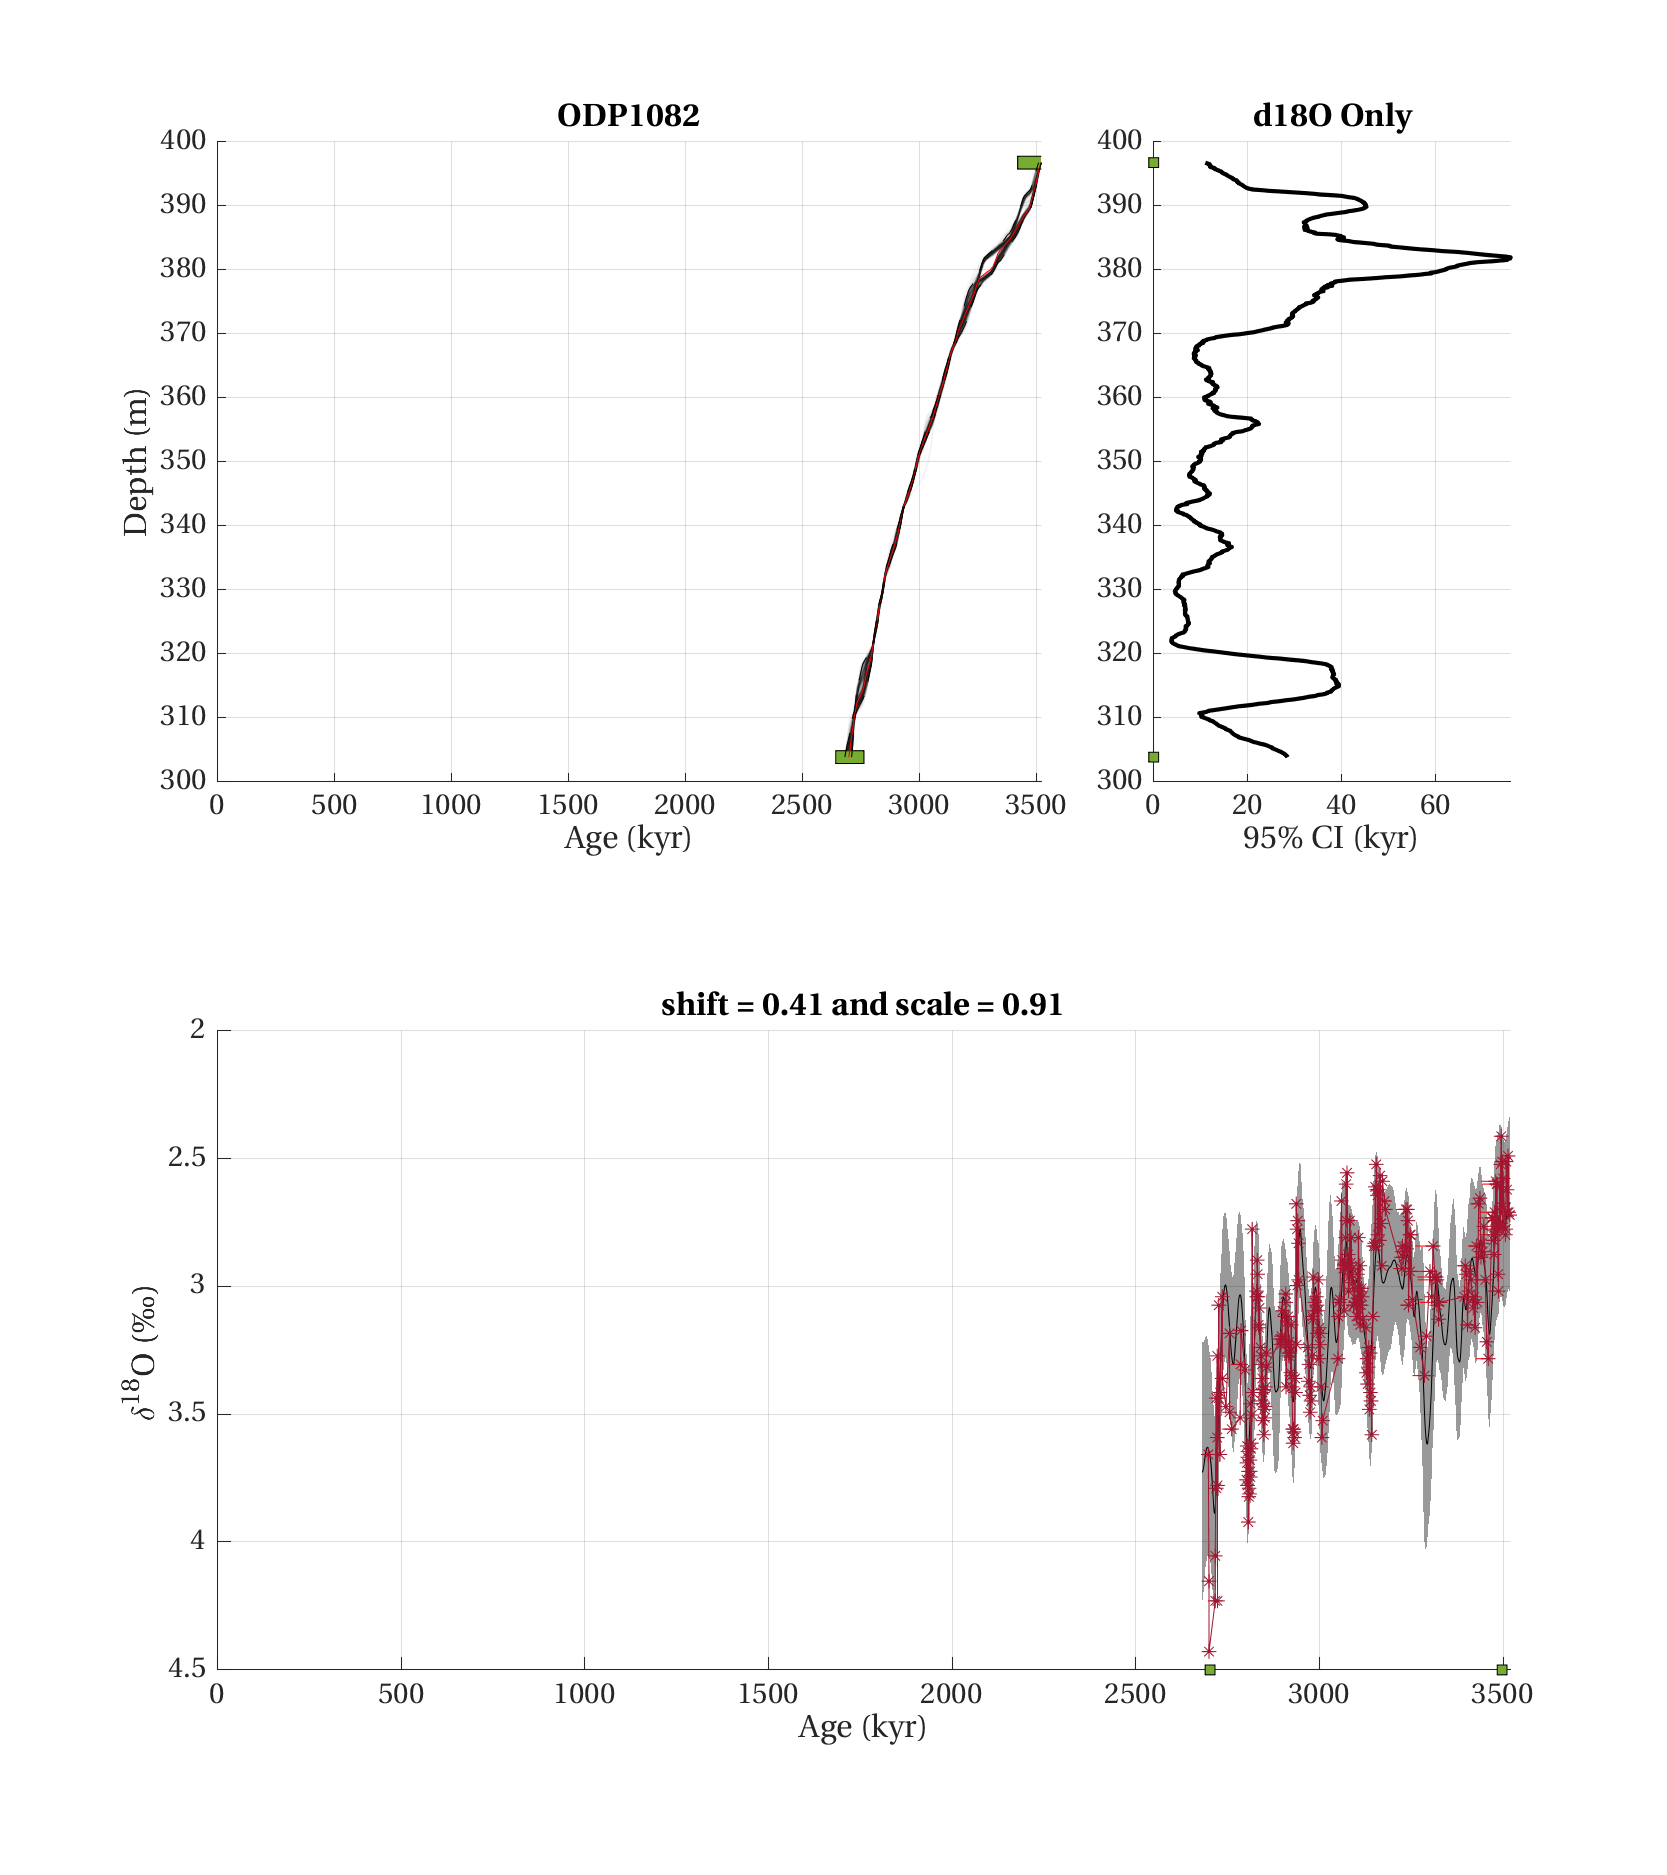 ODP1082
d18O Only
400
390
380
370
360
350
340
330
320
310
300
Depth (m)
0 500 1000 1500 2000 2500 3000 3500
Age (kyr)
400
390
380
370
360
350
340
330
320
310
300
0 20 40 60
95% CI (kyr)
shift = 0.41 and scale = 0.91
2
2.5
3
3.5
4
4.5
δ18O (‰)
0 500 1000 1500 2000 2500 3000 3500
Age (kyr)